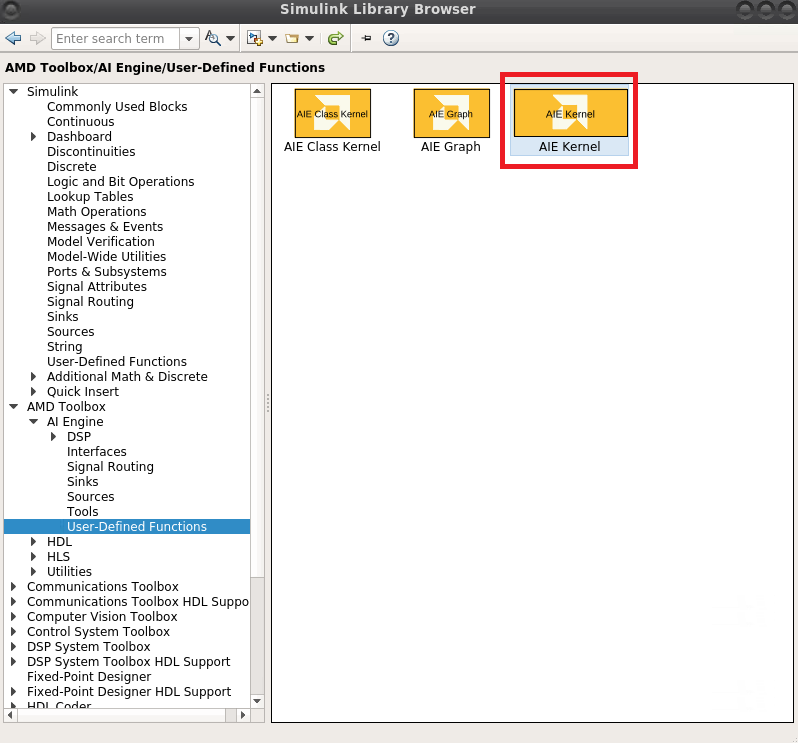 Simulink Library Browser
Enter search term
AMD Toolbox/AI Engine/User-Defined Functions
Simulink
Commonly Used Blocks
Continuous
Dashboard
Discontinuities
Discrete
Logic and Bit Operations
Lookup Tables
Math Operations
Messages & Events
Model Verification
Model-Wide Utilities
Ports & Subsystems
Signal Attributes
Signal Routing
Sinks
Sources
String
User-Defined Functions
Additional Math & Discrete
Quick Insert
AMD Toolbox
AI Engine
DSP
Interfaces
Signal Routing
Sinks
Sources
Tools
User-Defined Functions
HDL
HLS
Utilities
Communications Toolbox
Communications Toolbox HDL Suppo
Computer Vision Toolbox
Control System Toolbox
DSP System Toolbox
DSP System Toolbox HDL Support
Fixed-Point Designer
Fixed-Point Designer HDL Support
HDL Coder
AIE Class Kernel
AIE Class Kernel
AIE Graph
AIE Graph
AIE Kernel
AIE Kernel